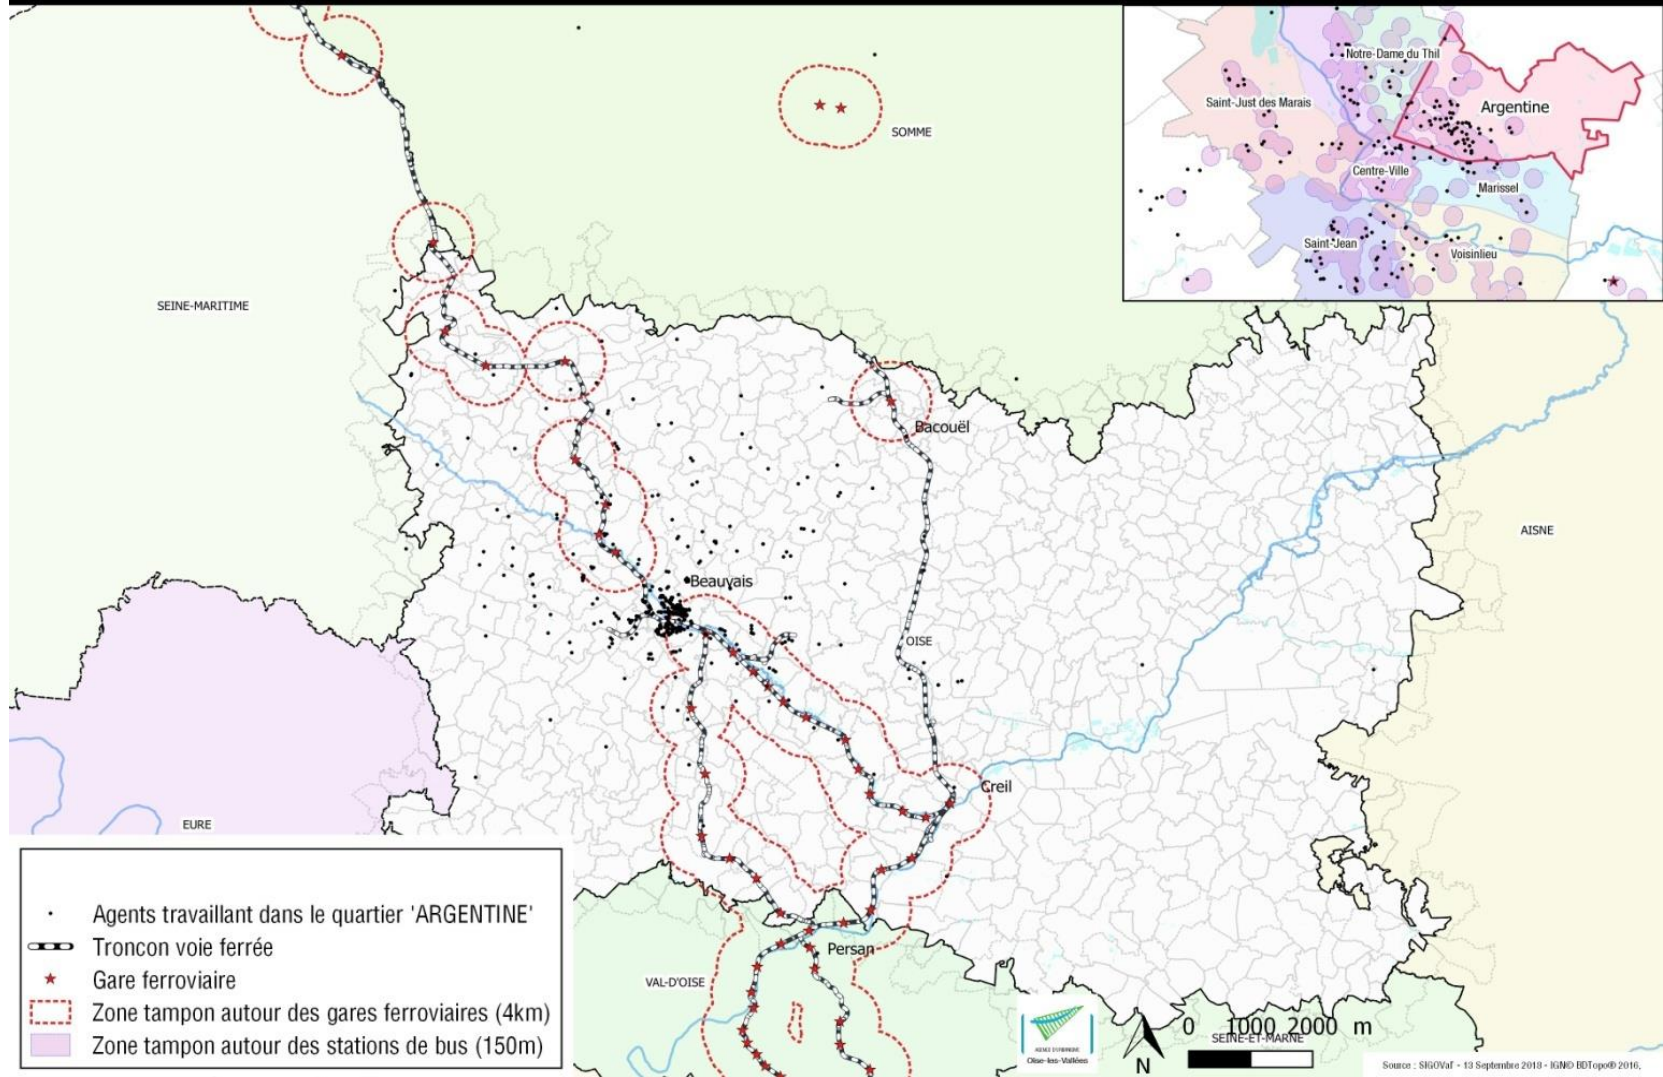 Notre-Dame du Thil
Saint-Just des Marais
Argentine
Centre-Ville
Marissel
Saint-Jean
Voisinlieu
SOMME
SEINE-MARITIME
Bacouël
AISNE
Beauvais
OISE
Creil
EURE
Persan
VAL-D'OISE
Agents travaillant dans le quartier 'ARGENTINE'
Troncon voie ferrée
Gare ferroviaire
Zone tampon autour des gares ferroviaires (4km)
Zone tampon autour des stations de bus (150m)
AGENCE D'URBANISME
Oise-les-Vallées
N
0 1000 2000 m
SEINE-ET-MARNE
Source : SIGOVaT - 13 Septembre 2018 - IGN© BDTopo® 2016,